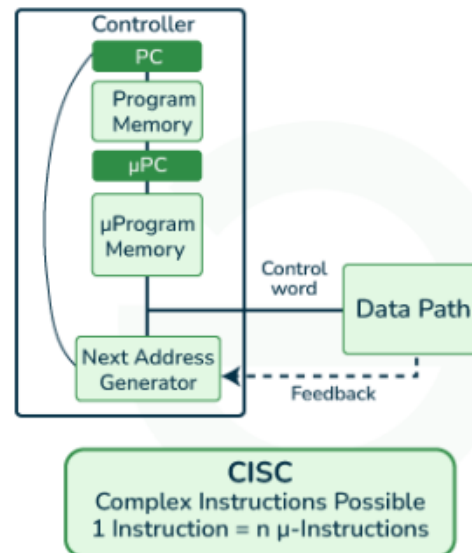 Controller
PC
Program
Memory
μPC
μProgram
Memory
Control
word
Data Path
Next Address
Generator
Feedback
CISC
Complex Instructions Possible
1 Instruction = n μ-Instructions